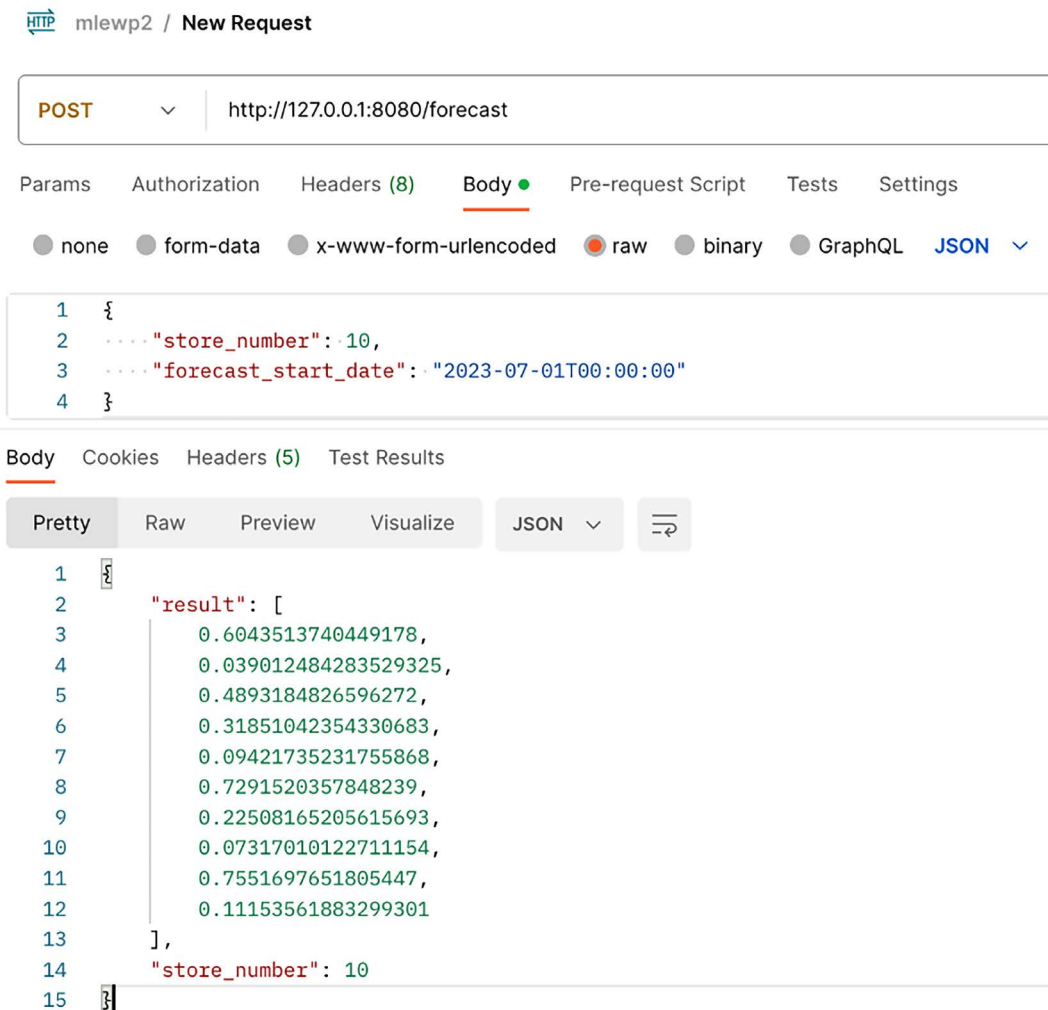 HTTP mlewp2 / New Request
POST http://127.0.0.1:8080/forecast
Params Authorization Headers (8) Body Pre-request Script Tests Settings
none form-data x-www-form-urlencoded raw binary GraphQL JSON
1 {
2 ····"store_number":·10,
3 ····"forecast_start_date":·"2023-07-01T00:00:00"
4 }
Body Cookies Headers (5) Test Results
Pretty Raw Preview Visualize JSON
1 {
2 "result": [
3 0.6043513740449178,
4 0.039012484283529325,
5 0.4893184826596272,
6 0.31851042354330683,
7 0.09421735231755868,
8 0.7291520357848239,
9 0.22508165205615693,
10 0.07317010122711154,
11 0.7551697651805447,
12 0.11153561883299301
13 ],
14 "store_number": 10
15 }